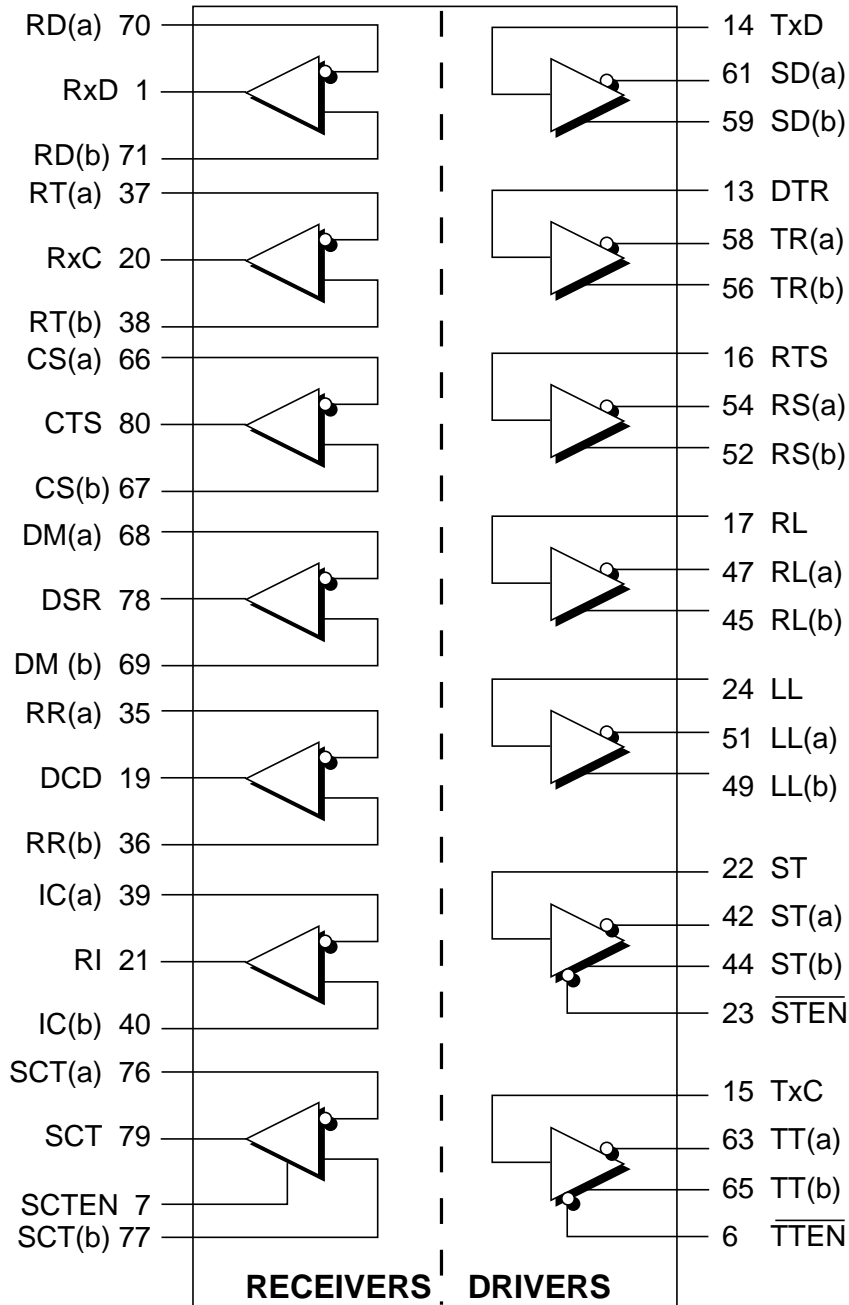 RD(a) 70
RxD 1
RD(b) 71
RT(a) 37
RxC 20
RT(b) 38
CS(a) 66
CTS 80
CS(b) 67
DM(a) 68
DSR 78
DM (b) 69
RR(a) 35
DCD 19
RR(b) 36
IC(a) 39
RI 21
IC(b) 40
SCT(a) 76
SCT 79
SCTEN 7
SCT(b) 77
14 TxD
61 SD(a)
59 SD(b)
13 DTR
58 TR(a)
56 TR(b)
16 RTS
54 RS(a)
52 RS(b)
17 RL
47 RL(a)
45 RL(b)
24 LL
51 LL(a)
49 LL(b)
22 ST
42 ST(a)
44 ST(b)
23 S̅T̅E̅N̅
15 TxC
63 TT(a)
65 TT(b)
6 T̅T̅E̅N̅
RECEIVERS DRIVERS